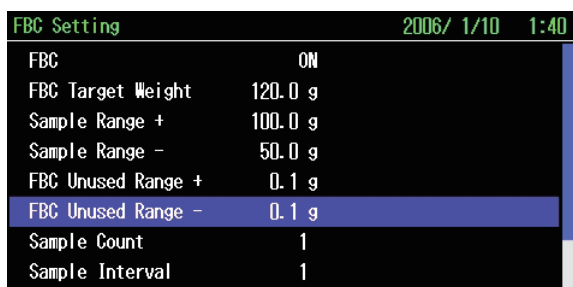 FBC Setting 2006/ 1/10 1:40
FBC ON
FBC Target Weight 120.0 g
Sample Range + 100.0 g
Sample Range - 50.0 g
FBC Unused Range + 0.1 g
FBC Unused Range - 0.1 g
Sample Count 1
Sample Interval 1